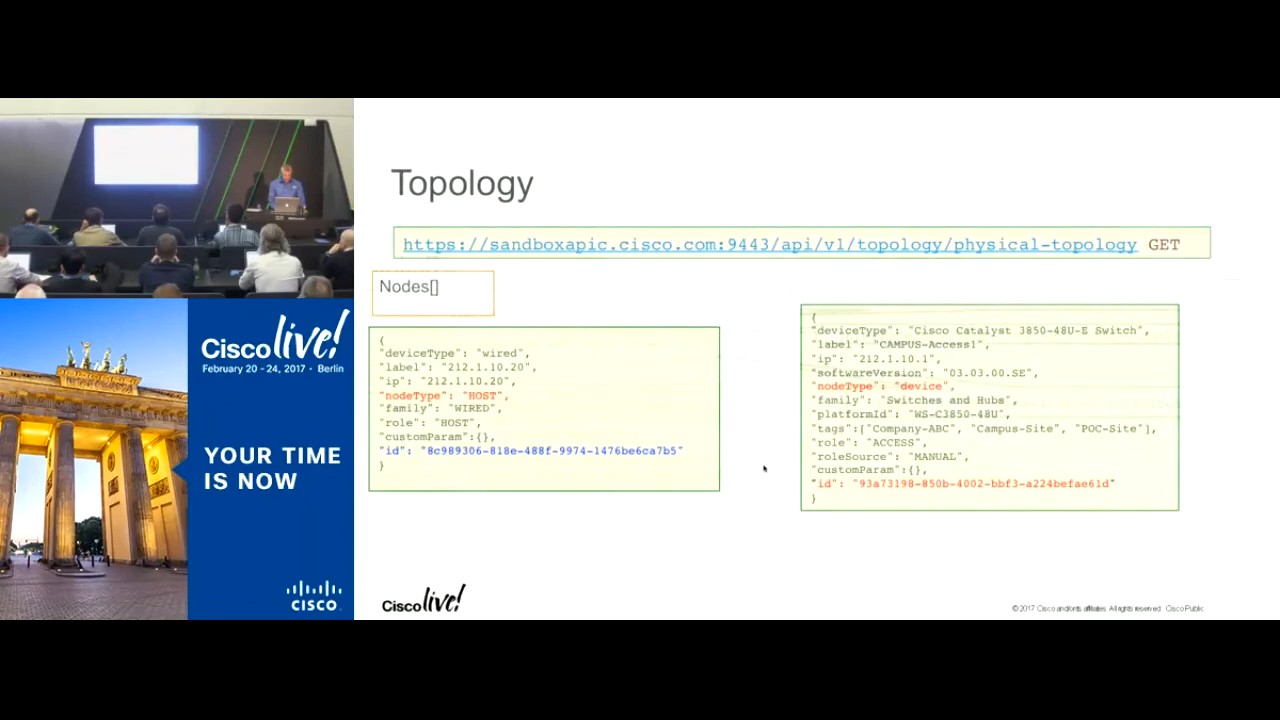 Topology
https://sandboxapic.cisco.com:9443/api/v1/topology/physical-topology GET
Nodes[]
{
"deviceType": "wired",
"label": "212.1.10.20",
"ip": "212.1.10.20",
"nodeType": "HOST",
"family": "WIRED",
"role": "HOST",
"customParam":{},
"id": "8c989306-818e-488f-9974-1476be6ca7b5"
}
{
"deviceType": "Cisco Catalyst 3850-48U-E Switch",
"label": "CAMPUS-Access1",
"ip": "212.1.10.1",
"softwareVersion": "03.03.00.SE",
"nodeType": "device",
"family": "Switches and Hubs",
"platformId": "WS-C3850-48U",
"tags":["Company-ABC", "Campus-Site", "POC-Site"],
"role": "ACCESS",
"roleSource": "MANUAL",
"customParam":{},
"id": "93a73198-850b-4002-bbf3-a224befae61d"
}
Cisco live!
February 20 - 24, 2017 · Berlin
YOUR TIME
IS NOW
CISCO
Cisco live!
© 2017 Cisco and/or its affiliates. All rights reserved. Cisco Public